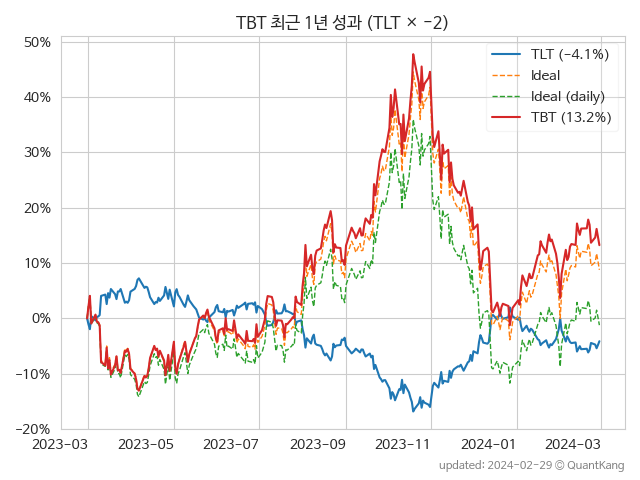 TBT 최근 1년 성과 (TLT × −2)
50%
40%
30%
20%
10%
0%
−10%
−20%
TLT (−4.1%)
Ideal
Ideal (daily)
TBT (13.2%)
2023-03
2023-05
2023-07
2023-09
2023-11
2024-01
2024-03
updated: 2024-02-29 © QuantKang